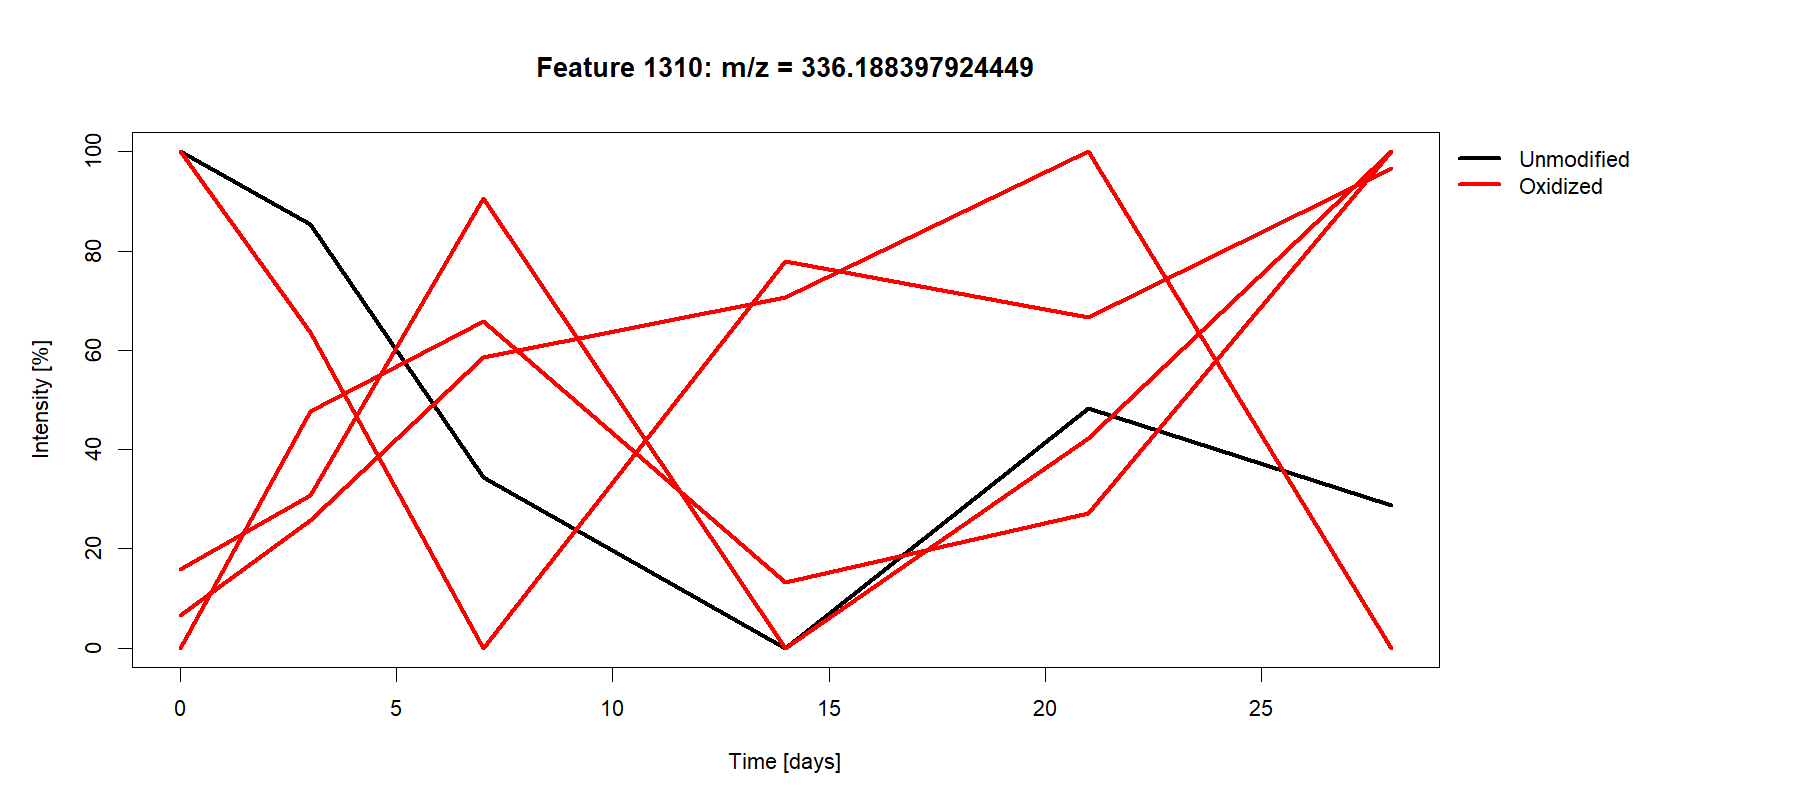 Feature 1310: m/z = 336.188397924449
Unmodified
Oxidized
Intensity [%]
100
80
60
40
20
0
0 5 10 15 20 25
Time [days]